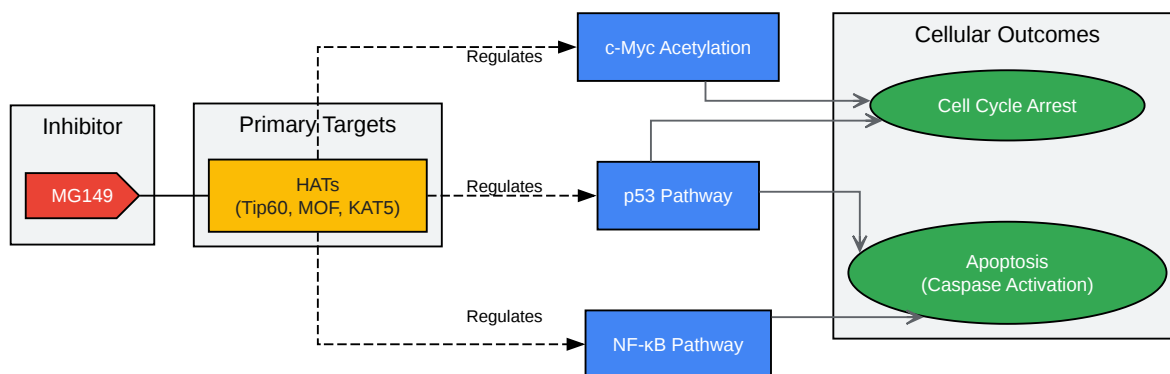 Inhibitor
MG149
Primary Targets
HATs
(Tip60, MOF, KAT5)
Regulates
Regulates
Regulates
c-Myc Acetylation
p53 Pathway
NF-κB Pathway
Cellular Outcomes
Cell Cycle Arrest
Apoptosis
(Caspase Activation)